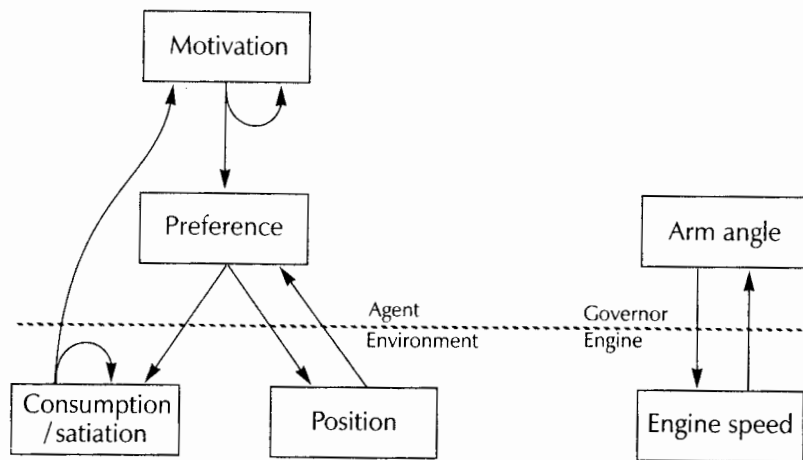 Motivation
Preference
Arm angle
Agent
Governor
Environment
Engine
Consumption
/satiation
Position
Engine speed